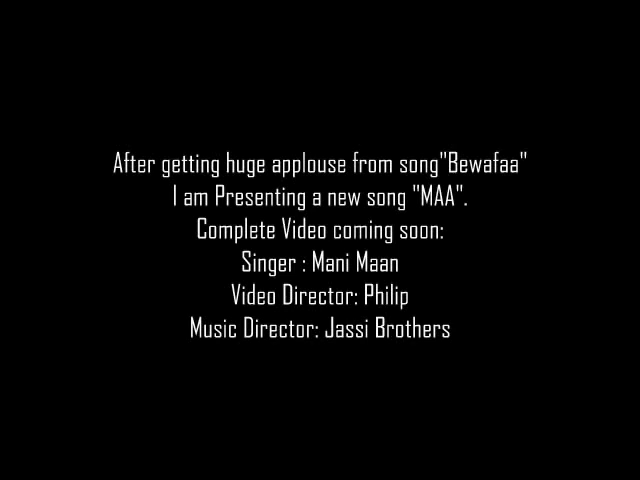 After getting huge applouse from song"Bewafaa"
I am Presenting a new song "MAA".
Complete Video coming soon:
Singer : Mani Maan
Video Director: Philip
Music Director: Jassi Brothers